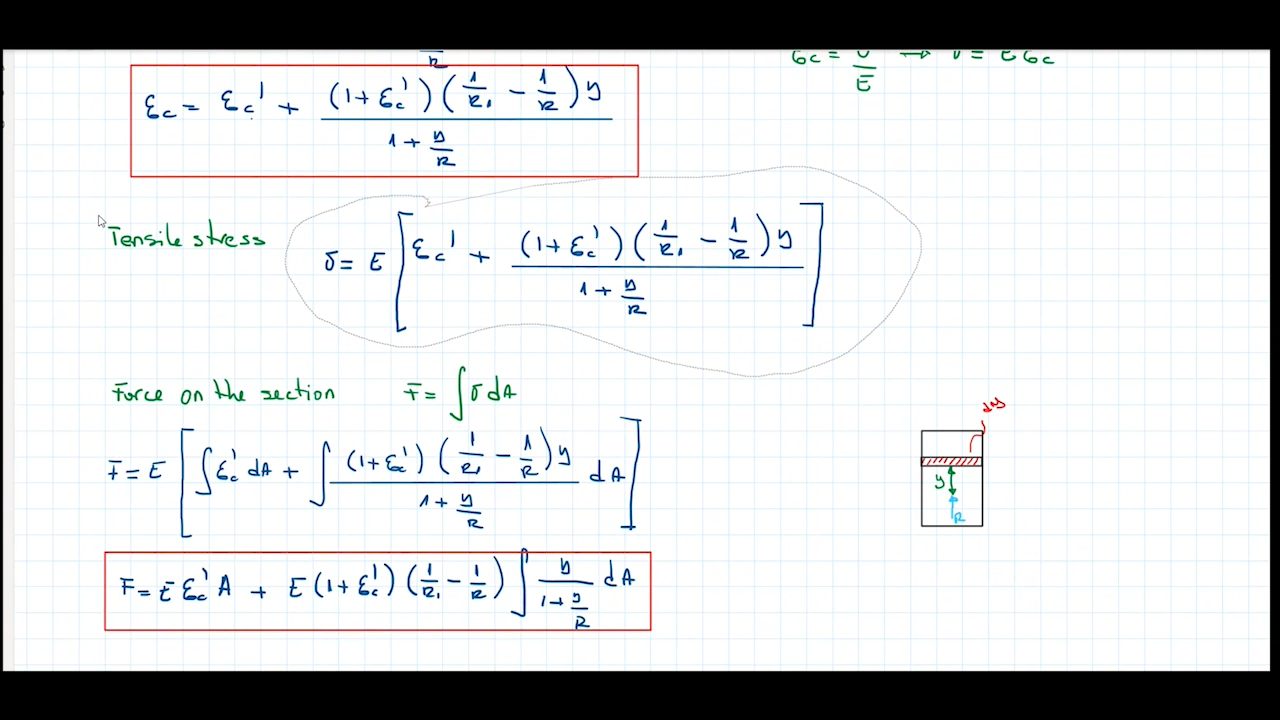 εc = σ/E → σ = E εc
εc = εc' + (1+εc')(1/R₁ − 1/R)y / (1 + y/R)
Tensile stress σ = E [εc' + (1+εc')(1/R₁ − 1/R)y / (1 + y/R)]
Force on the section F = ∫σ dA
F = E [∫εc' dA + ∫ (1+εc')(1/R₁ − 1/R)y / (1 + y/R) dA]
F = E εc' A + E (1+εc')(1/R₁ − 1/R) ∫ y / (1 + y/R) dA
dy
y
R